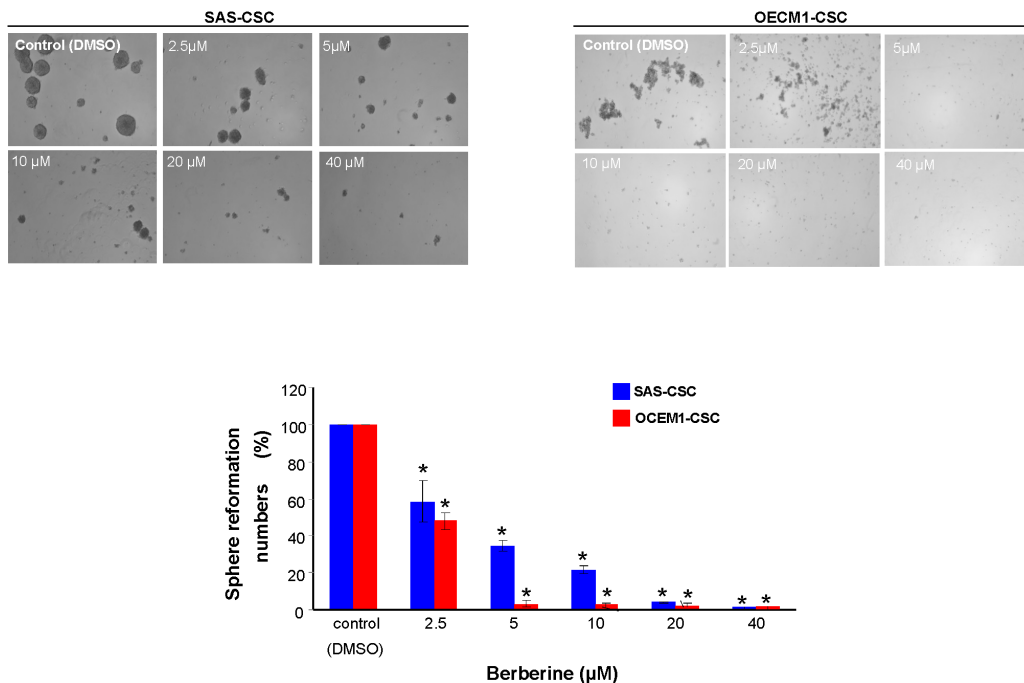 SAS-CSC
OECM1-CSC
Control (DMSO)
2.5µM
5µM
10 µM
20 µM
40 µM
Control (DMSO)
2.5µM
5µM
10 µM
20 µM
40 µM
SAS-CSC
OCEM1-CSC
Sphere reformation (%)
numbers
120
100
80
60
40
20
0
* * * * * * * * * *
control 2.5 5 10 20 40
(DMSO)
Berberine (µM)